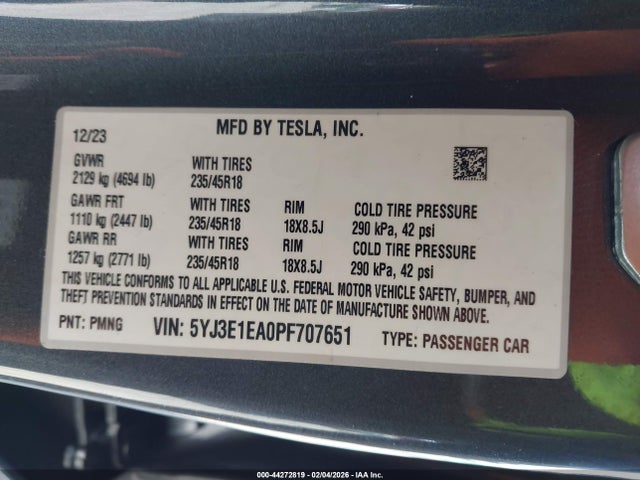 12/23 MFD BY TESLA, INC.
GVWR WITH TIRES
2129 kg (4694 lb) 235/45R18
GAWR FRT WITH TIRES RIM COLD TIRE PRESSURE
1110 kg (2447 lb) 235/45R18 18X8.5J 290 kPa, 42 psi
GAWR RR WITH TIRES RIM COLD TIRE PRESSURE
1257 kg (2771 lb) 235/45R18 18X8.5J 290 kPa, 42 psi
THIS VEHICLE CONFORMS TO ALL APPLICABLE U.S. FEDERAL MOTOR VEHICLE SAFETY, BUMPER, AND
THEFT PREVENTION STANDARDS IN EFFECT ON THE DATE OF MANUFACTURE SHOWN ABOVE.
PNT: PMNG VIN: 5YJ3E1EA0PF707651 TYPE: PASSENGER CAR
000-44272819 - 02/04/2026 - IAA Inc.